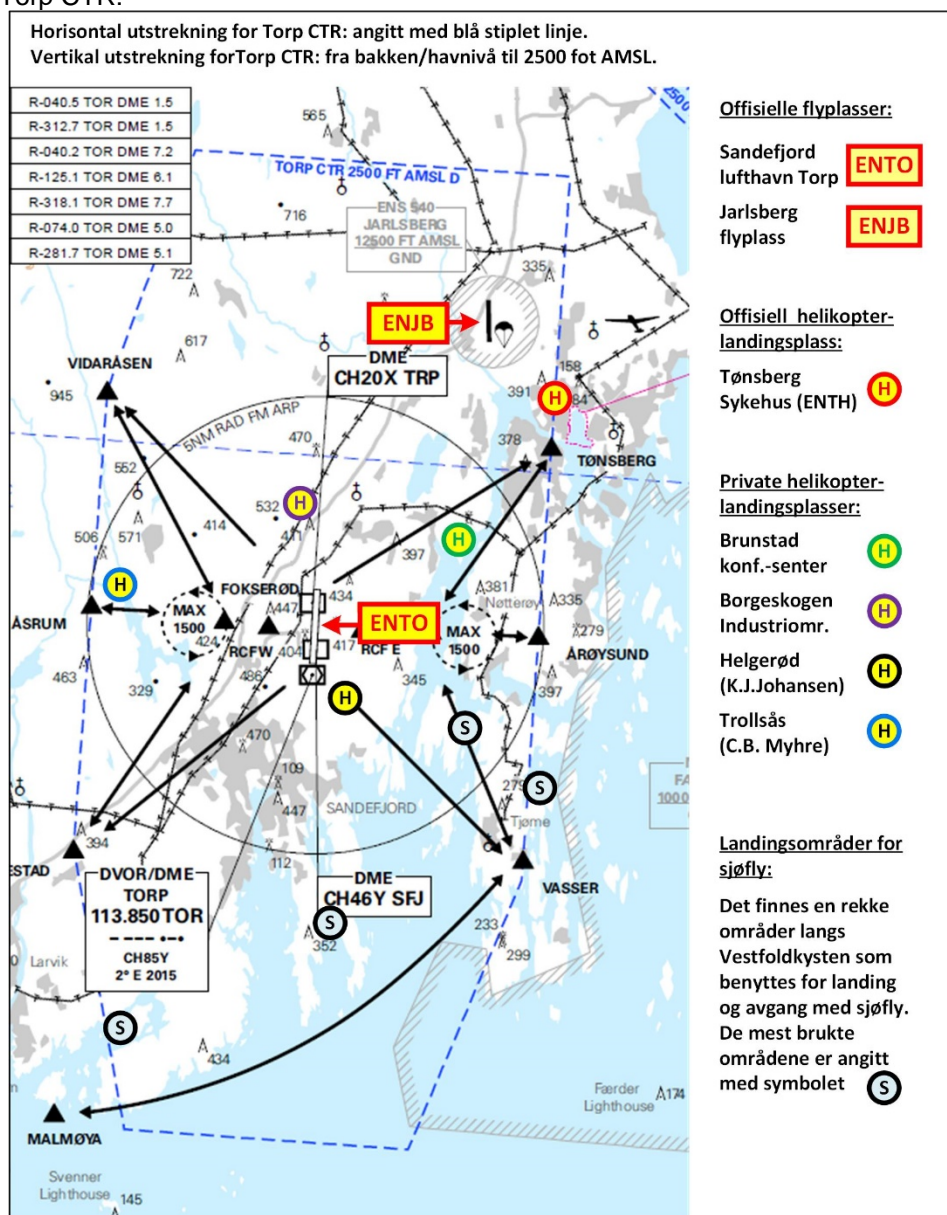 Torp CTR:
Horisontal utstrekning for Torp CTR: angitt med blå stiplet linje.
Vertikal utstrekning forTorp CTR: fra bakken/havnivå til 2500 fot AMSL.
R-040.5 TOR DME 1.5
R-312.7 TOR DME 1.5
R-040.2 TOR DME 7.2
R-125.1 TOR DME 6.1
R-318.1 TOR DME 7.7
R-074.0 TOR DME 5.0
R-281.7 TOR DME 5.1
565
2500
TORP CTR 2500 FT AMSL D
716
ENS 540
JARLSBERG
12500 FT AMSL
GND
722
335
617
ENJB
VIDARÅSEN
945
DME
CH20X TRP
391
158
H
84
5NM RAD FM ARP
470
378
TØNSBERG
552
571
532
H
411
414
506
H
397
H
FOKSERØD
434
381
Nøtterøy
335
ÅSRUM
MAX
1500
447
ENTO
MAX
1500
279
424
RCF W
404
417
RCF E
ÅRØYSUND
463
329
486
345
397
H
S
470
109
279
S
447
SANDEFJORD
Tjøme
394
112
ESTAD
DVOR/DME
TORP
113.850 TOR
CH85Y
2° E 2015
DME
CH46Y SFJ
VASSER
S
352
233
299
Larvik
S
434
MALMØYA
Færder
Lighthouse
174
Svenner
Lighthouse
145
FA
1000
Offisielle flyplasser:
Sandefjord
lufthavn Torp
ENTO
Jarlsberg
flyplass
ENJB
Offisiell helikopter-
landingsplass:
Tønsberg
Sykehus (ENTH)
H
Private helikopter-
landingsplasser:
Brunstad
konf.-senter
H
Borgeskogen
Industriomr.
H
Helgerød
(K.J.Johansen)
H
Trollsås
(C.B. Myhre)
H
Landingsområder for
sjøfly:
Det finnes en rekke
områder langs
Vestfoldkysten som
benyttes for landing
og avgang med sjøfly.
De mest brukte
områdene er angitt
med symbolet
S